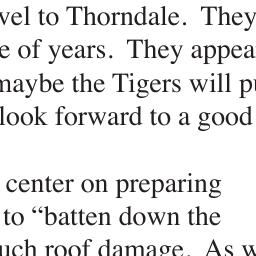 vel to Thorndale.  They
e of years.  They appea
maybe the Tigers will p
look forward to a good
center on preparing
to “batten down the
uch roof damage.  As w